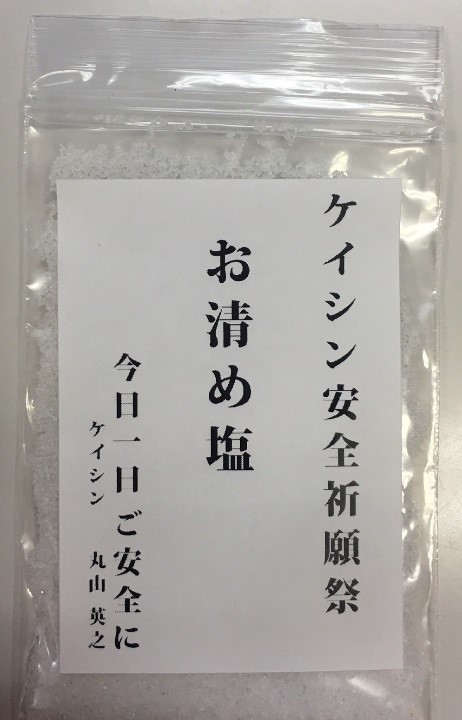 ケイシン安全祈願祭
お清め塩
今日一日ご安全に
ケイシン 丸山英之